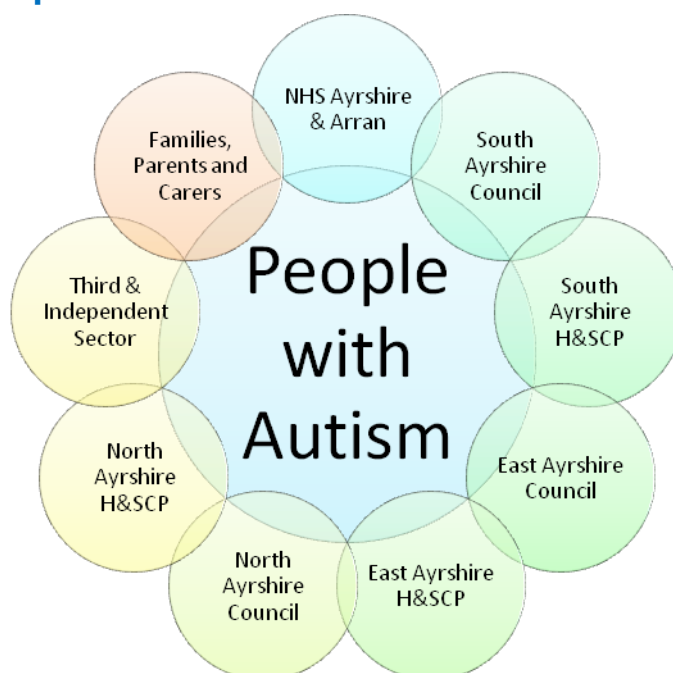 People
with
Autism
NHS Ayrshire
& Arran
South
Ayrshire
Council
South
Ayrshire
H&SCP
East Ayrshire
Council
East Ayrshire
H&SCP
North
Ayrshire
Council
North
Ayrshire
H&SCP
Third &
Independent
Sector
Families,
Parents and
Carers